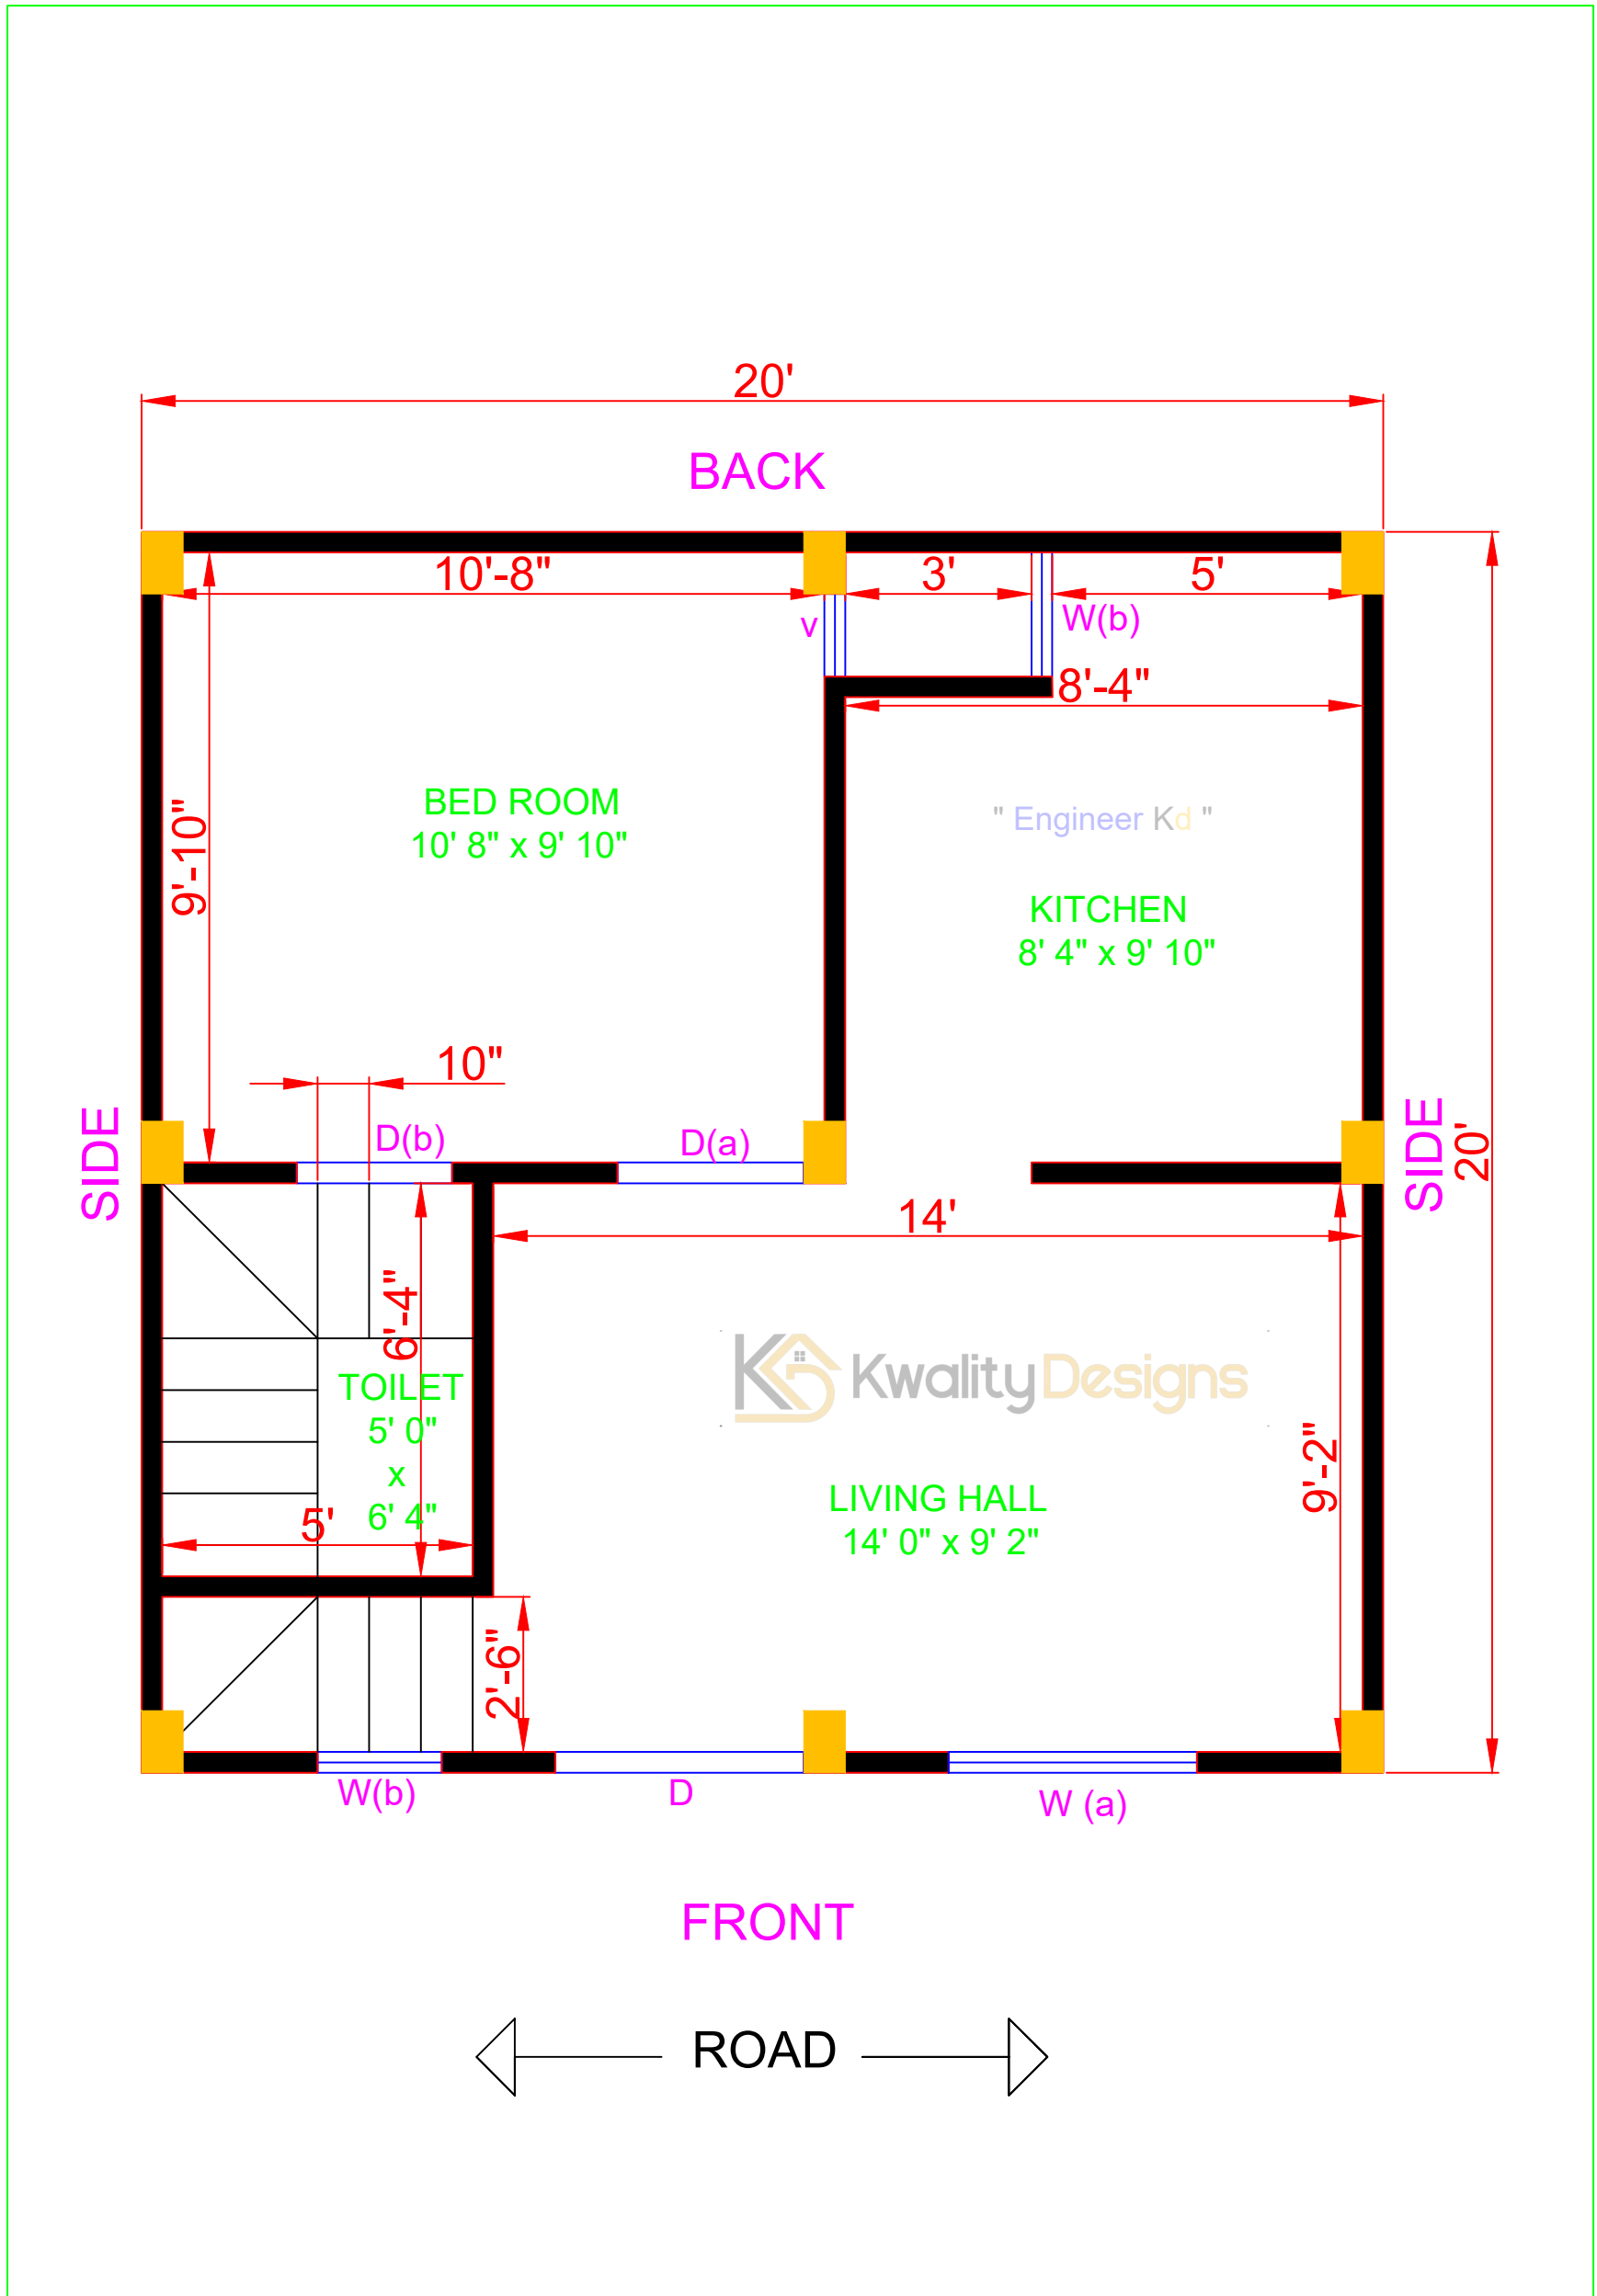 20'
BACK
10'-8"
3'
5'
v
W(b)
8'-4"
BED ROOM
10' 8" x 9' 10"
9'-10"
" Engineer Kd "
KITCHEN
8' 4" x 9' 10"
10"
D(b)
D(a)
SIDE
SIDE
20'
14'
6'-4"
KwalityDesigns
TOILET
5' 0"
x
6' 4"
5'
9'-2"
LIVING HALL
14' 0" x 9' 2"
2'-6"
W(b)
D
W (a)
FRONT
ROAD